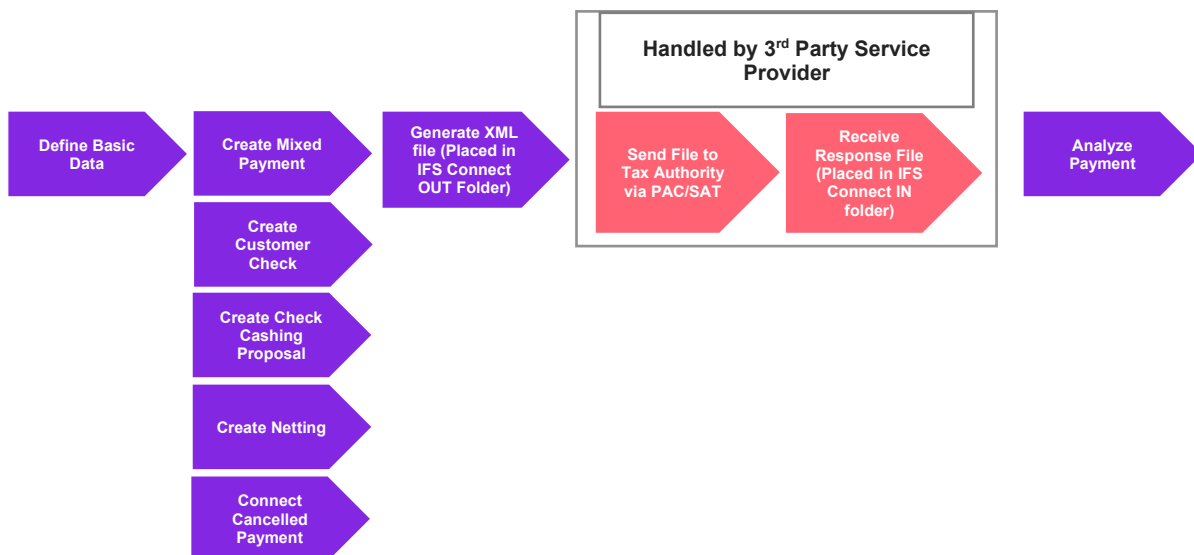 Handled by 3rd Party Service
Provider
Define Basic
Data
Create Mixed
Payment
Generate XML
file (Placed in
IFS Connect
OUT Folder)
Send File to
Tax Authority
via PAC/SAT
Receive
Response File
(Placed in IFS
Connect IN
folder)
Analyze
Payment
Create
Customer
Check
Create Check
Cashing
Proposal
Create Netting
Connect
Cancelled
Payment